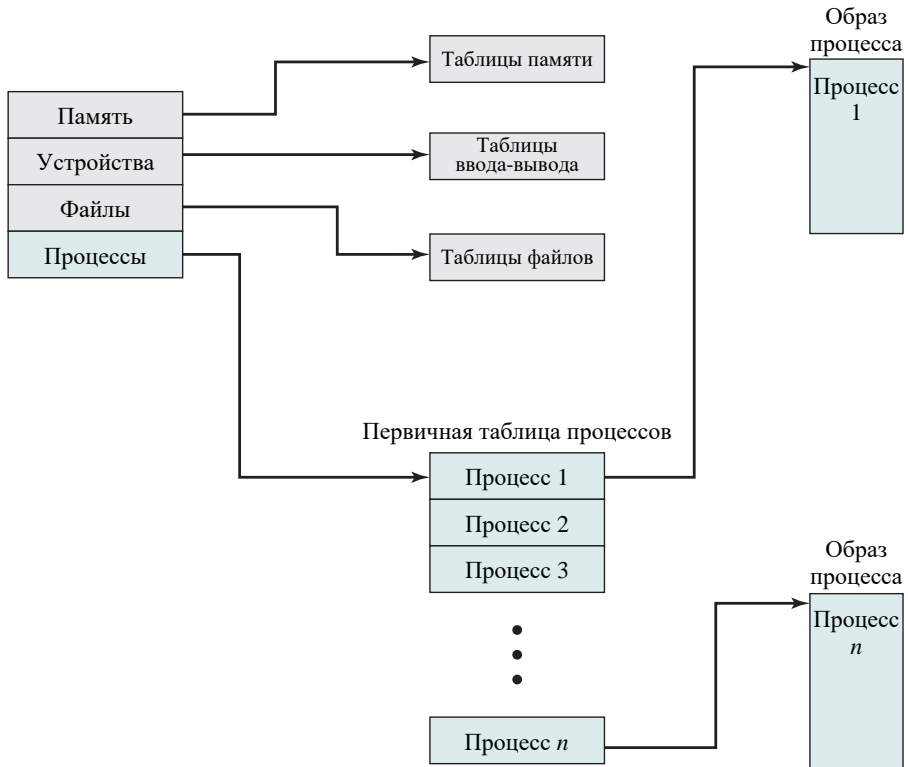 Память
Устройства
Файлы
Процессы
Таблицы памяти
Таблицы
ввода-вывода
Таблицы файлов
Первичная таблица процессов
Процесс 1
Процесс 2
Процесс 3
Процесс n
Образ
процесса
Процесс
1
Образ
процесса
Процесс
n